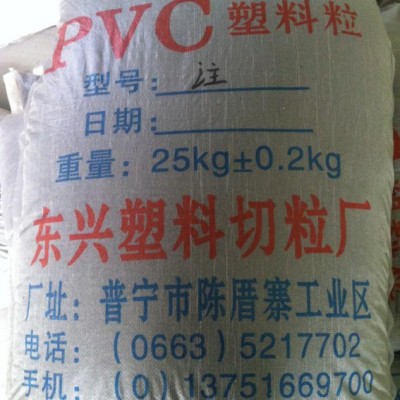 PVC塑料粒
型号: 注
日期:
重量: 25kg±0.2kg
东兴塑料切粒厂
厂址: 普宁市陈厝寨工业区
电话: (0663) 5217702
手机: (0) 13751669700